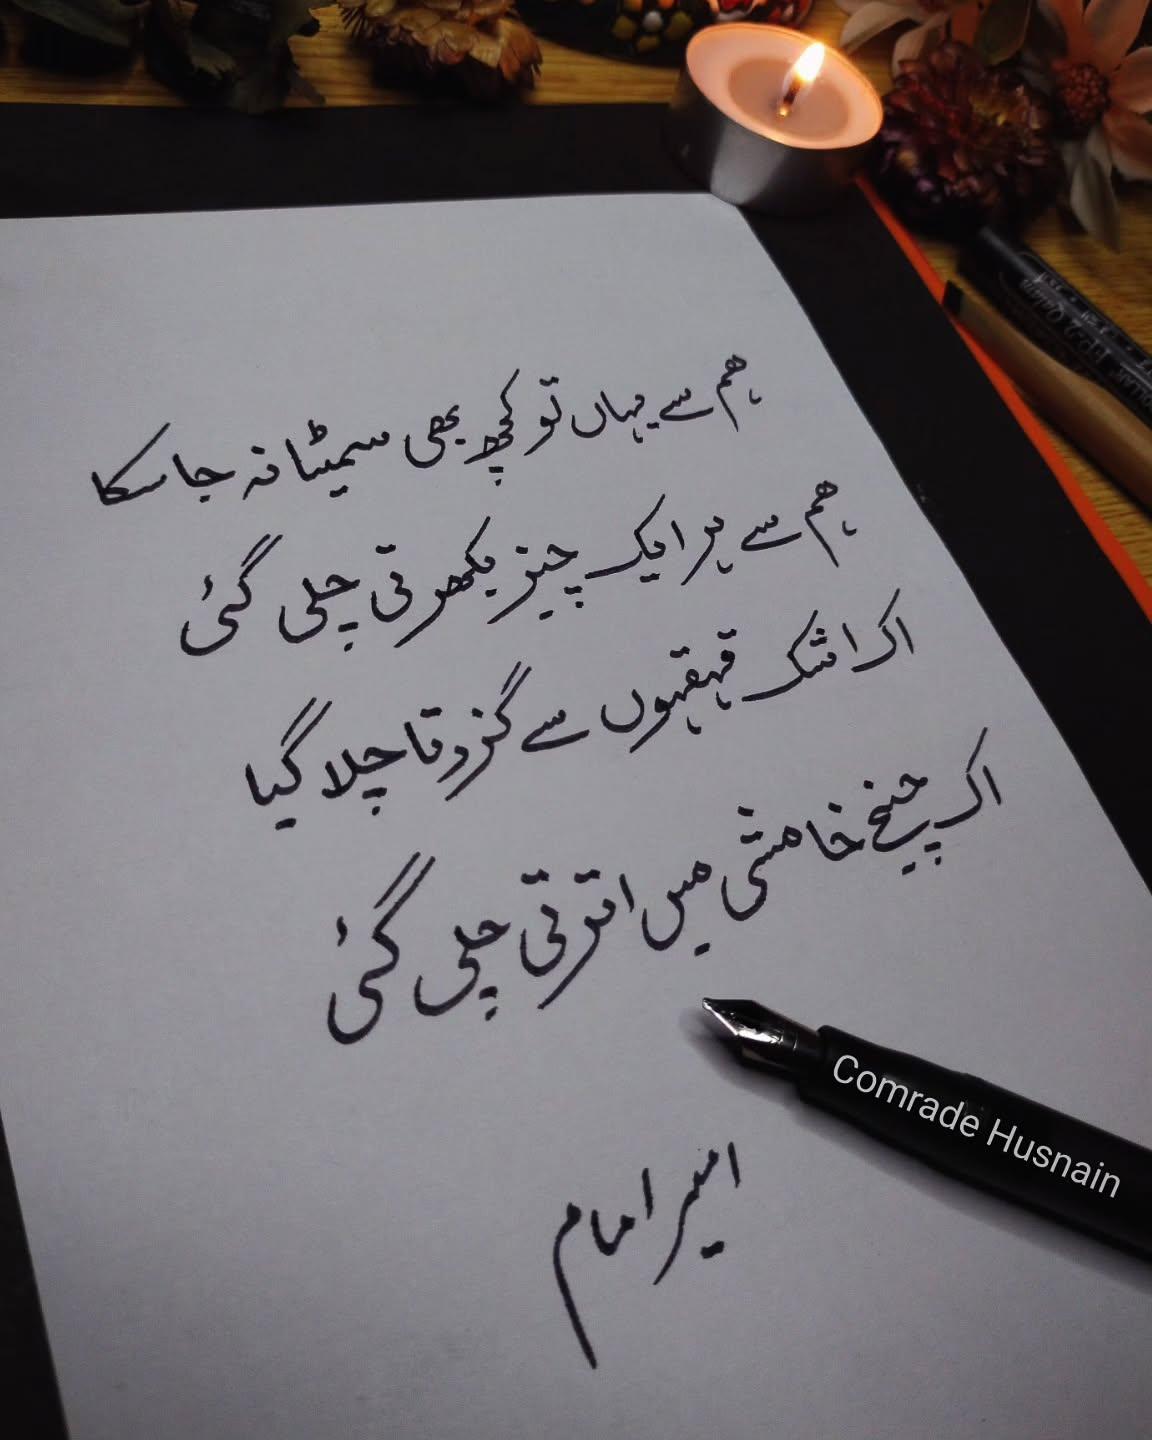 ہم سے یہاں تو کچھ بھی سمیٹا نہ جا سکا
ہم سے ہر ایک چیز بکھرتی چلی گئی
اک اشک قہقہوں سے گزرتا چلا گیا
اک چیخ خامشی میں اترتی چلی گئی
امیر امام
Comrade Husnain